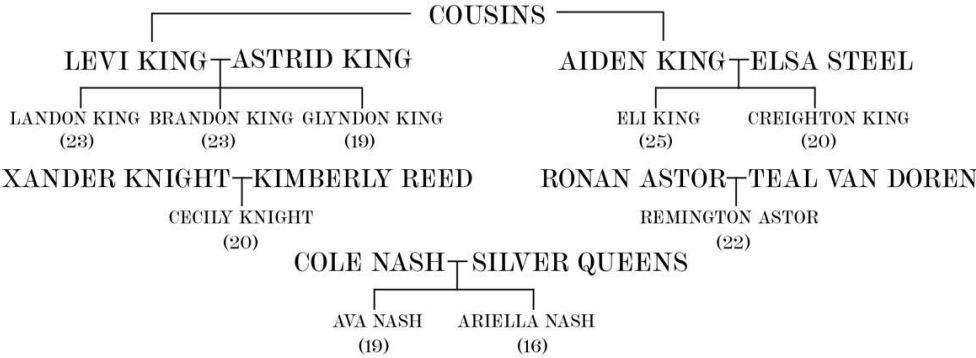 COUSINS
LEVI KING ASTRID KING AIDEN KING ELSA STEEL
LANDON KING BRANDON KING GLYNDON KING ELI KING CREIGHTON KING
(23) (23) (19) (25) (20)
XANDER KNIGHT KIMBERLY REED RONAN ASTOR TEAL VAN DOREN
CECILY KNIGHT REMINGTON ASTOR
(20) (22)
COLE NASH SILVER QUEENS
AVA NASH ARIELLA NASH
(19) (16)